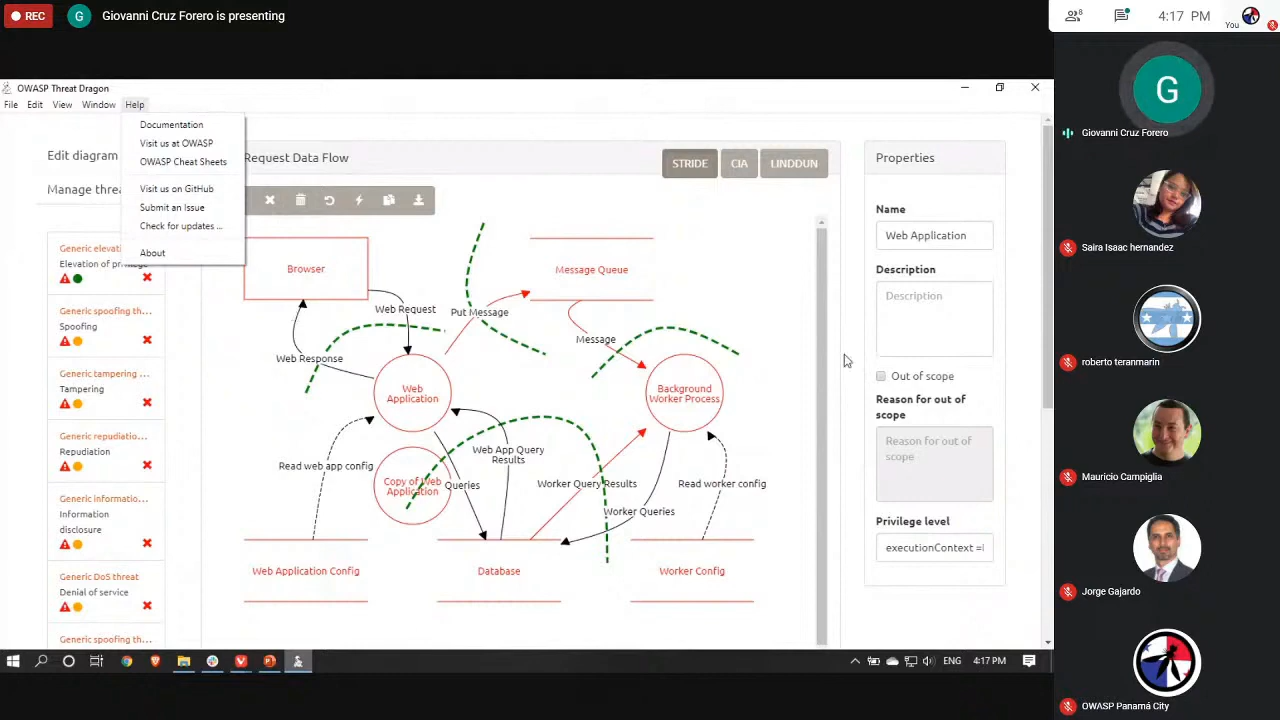 REC
G
Giovanni Cruz Forero is presenting
8
4:17 PM
You
OWASP Threat Dragon
File Edit View Window Help
Documentation
Visit us at OWASP
OWASP Cheat Sheets
Visit us on GitHub
Submit an Issue
Check for updates ...
About
Edit diagram
Manage threa
Generic elevati
Elevation of privilege
Generic spoofing th...
Spoofing
Generic tampering ...
Tampering
Generic repudiatio...
Repudiation
Generic informatio...
Information
disclosure
Generic DoS threat
Denial of service
Generic spoofing th...
Request Data Flow
STRIDE
CIA
LINDDUN
Browser
Message Queue
Web Request
Put Message
Message
Web Response
Web
Application
Background
Worker Process
Read web app config
Web App Query
Results
Copy of Web
Application
Queries
Worker Query Results
Read worker config
Worker Queries
Web Application Config
Database
Worker Config
Properties
Name
Web Application
Description
Description
Out of scope
Reason for out of
scope
Reason for out of
scope
Privilege level
executionContext =
ENG
4:17 PM
G
Giovanni Cruz Forero
Saira Isaac hernandez
roberto teranmarin
Mauricio Campiglia
Jorge Gajardo
OWASP Panamá City